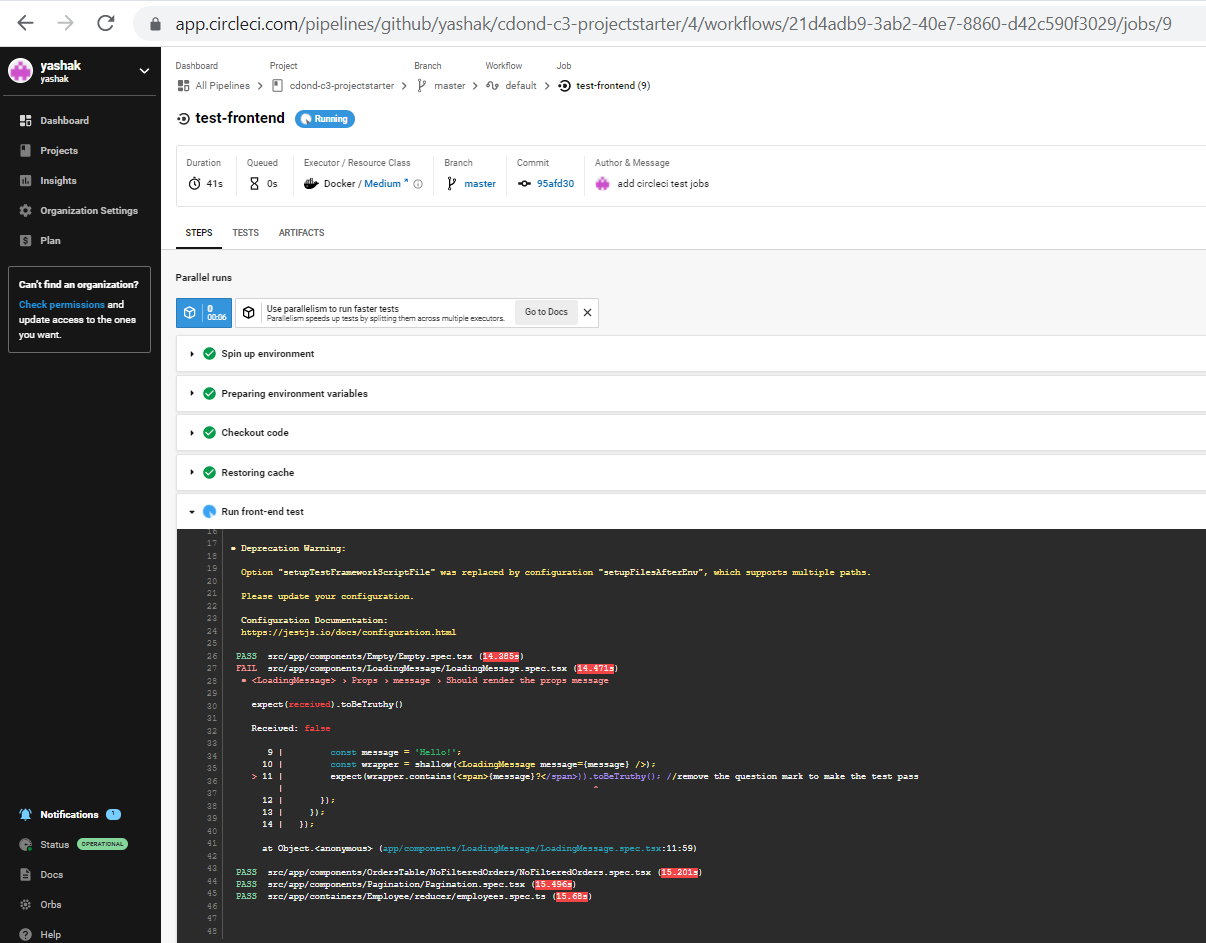 app.circleci.com/pipelines/github/yashak/cdond-c3-projectstarter/4/workflows/21d4adb9-3ab2-40e7-8860-d42c590f3029/jobs/9
yashak
yashak
Dashboard
Projects
Insights
Organization Settings
Plan
Can't find an organization?
Check permissions and
update access to the ones
you want.
Notifications 1
Status OPERATIONAL
Docs
Orbs
Help
Dashboard Project Branch Workflow Job
All Pipelines cdond-c3-projectstarter master default test-frontend (9)
test-frontend Running
Duration Queued Executor / Resource Class Branch Commit Author & Message
41s 0s Docker / Medium master 95afd30 add circleci test jobs
STEPS TESTS ARTIFACTS
Parallel runs
0
00:06
Use parallelism to run faster tests
Parallelism speeds up tests by splitting them across multiple executors.
Go to Docs
Spin up environment
Preparing environment variables
Checkout code
Restoring cache
Run front-end test
16
17
● Deprecation Warning:
18
19
Option "setupTestFrameworkScriptFile" was replaced by configuration "setupFilesAfterEnv", which supports multiple paths.
20
21
Please update your configuration.
22
23
Configuration Documentation:
24
https://jestjs.io/docs/configuration.html
25
26
PASS src/app/components/Empty/Empty.spec.tsx (14.385s)
27
FAIL src/app/components/LoadingMessage/LoadingMessage.spec.tsx (14.471s)
28
● <LoadingMessage> › Props › message › Should render the props message
29
30
expect(received).toBeTruthy()
31
32
Received: false
33
34
9 | const message = 'Hello!';
35
10 | const wrapper = shallow(<LoadingMessage message={message} />);
36
> 11 | expect(wrapper.contains(<span>{message}?</span>)).toBeTruthy(); //remove the question mark to make the test pass
37
| ^
38
12 | });
39
13 | });
40
14 | });
41
at Object.<anonymous> (app/components/LoadingMessage/LoadingMessage.spec.tsx:11:59)
42
43
PASS src/app/components/OrdersTable/NoFilteredOrders/NoFilteredOrders.spec.tsx (15.201s)
44
PASS src/app/components/Pagination/Pagination.spec.tsx (15.496s)
45
PASS src/app/containers/Employee/reducer/employees.spec.ts (15.68s)
46
47
48